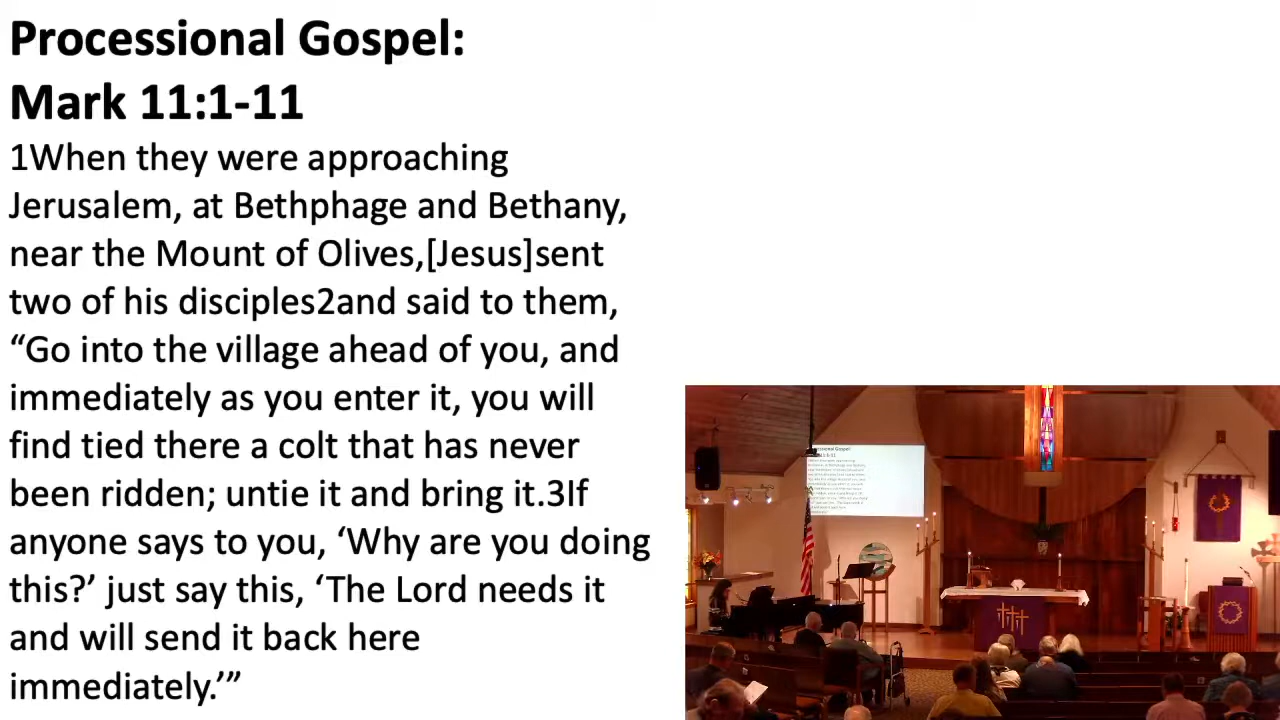 Processional Gospel:
Mark 11:1-11
1When they were approaching
Jerusalem, at Bethphage and Bethany,
near the Mount of Olives,[Jesus]sent
two of his disciples2and said to them,
“Go into the village ahead of you, and
immediately as you enter it, you will
find tied there a colt that has never
been ridden; untie it and bring it.3If
anyone says to you, ‘Why are you doing
this?’ just say this, ‘The Lord needs it
and will send it back here
immediately.’”